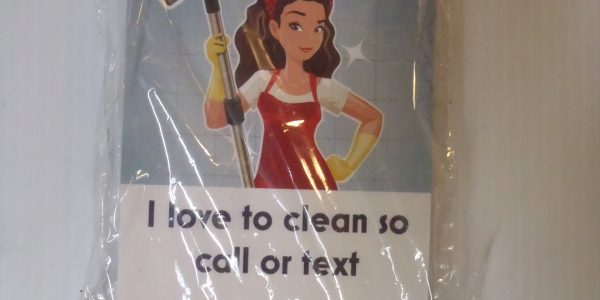 I love to clean so
call or text